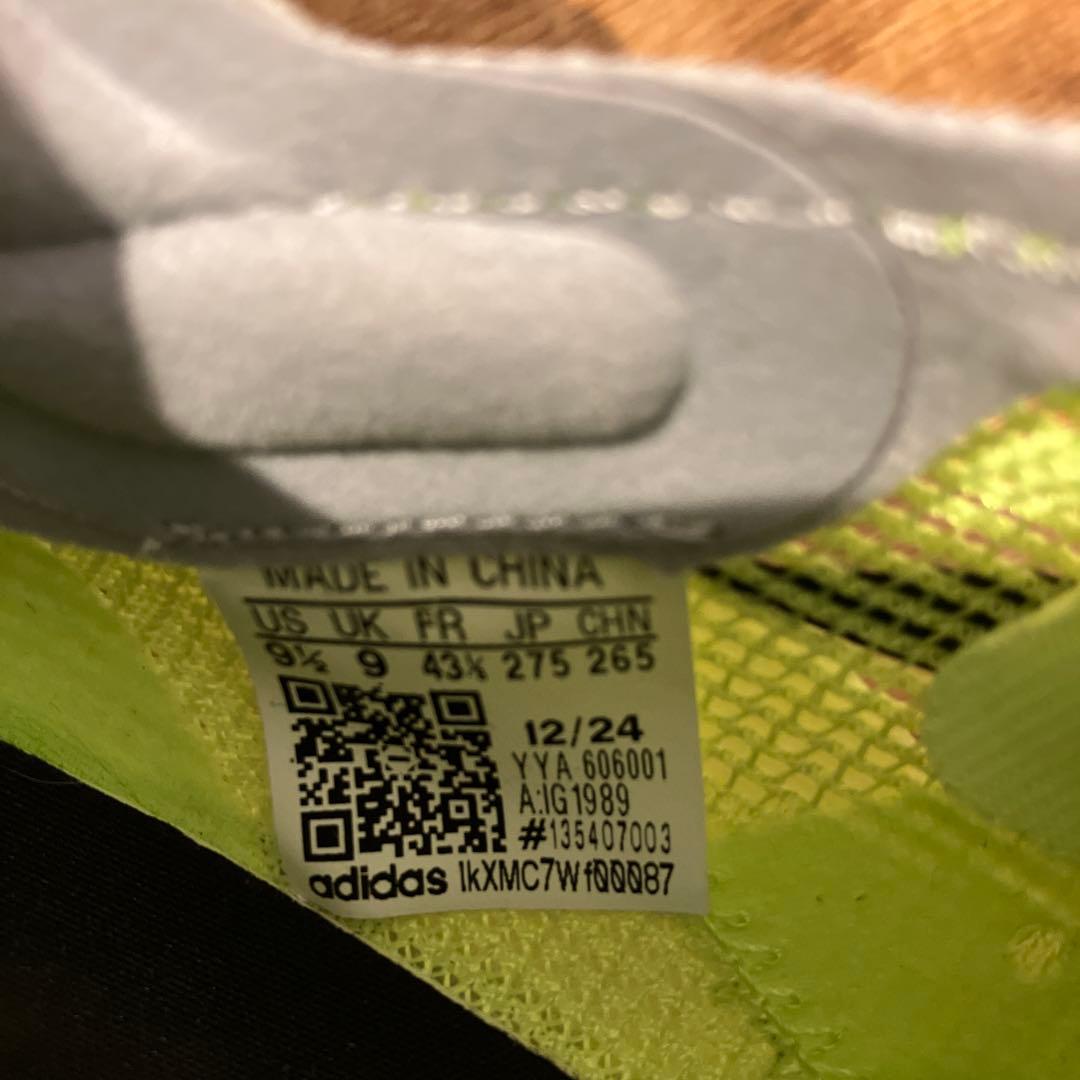 MADE IN CHINA
US UK FR JP CHN
9½ 9 43⅓ 275 265
12/24
YYA 606001
A:IG1989
#135407003
adidas lkXMC7Wf00087